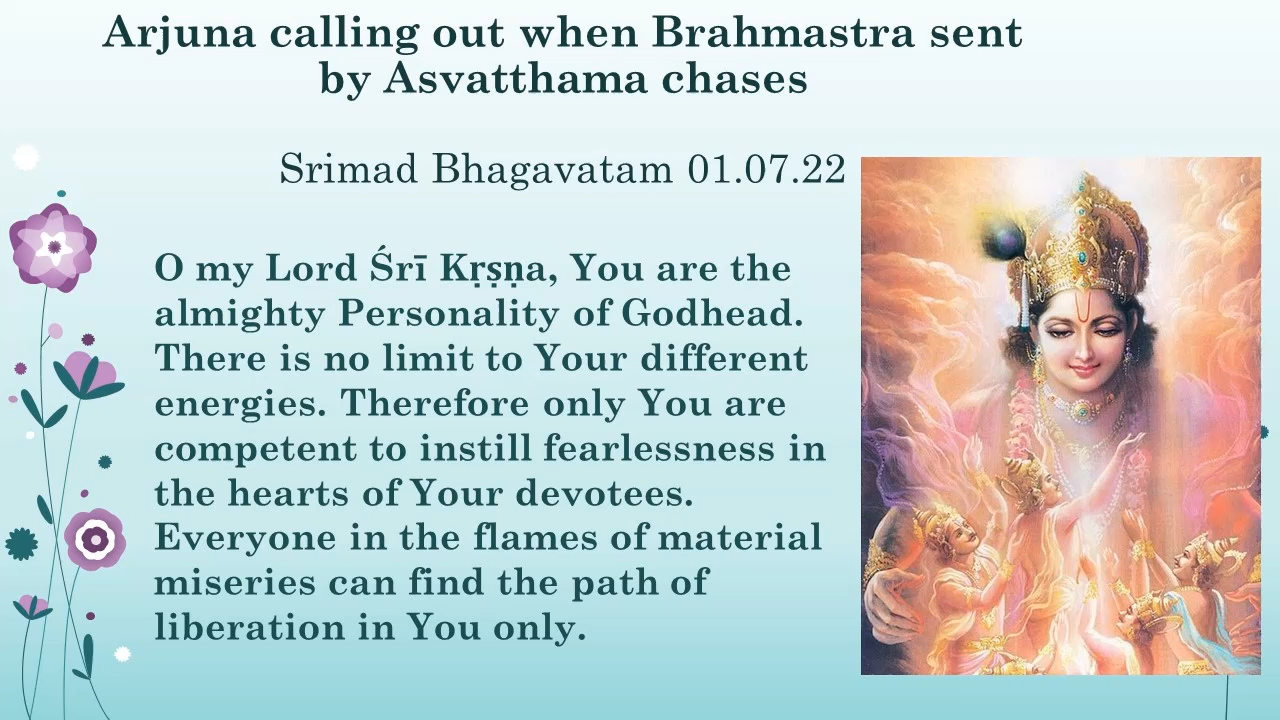 Arjuna calling out when Brahmastra sent
by Asvatthama chases
Srimad Bhagavatam 01.07.22
O my Lord Śrī Kṛṣṇa, You are the
almighty Personality of Godhead.
There is no limit to Your different
energies. Therefore only You are
competent to instill fearlessness in
the hearts of Your devotees.
Everyone in the flames of material
miseries can find the path of
liberation in You only.